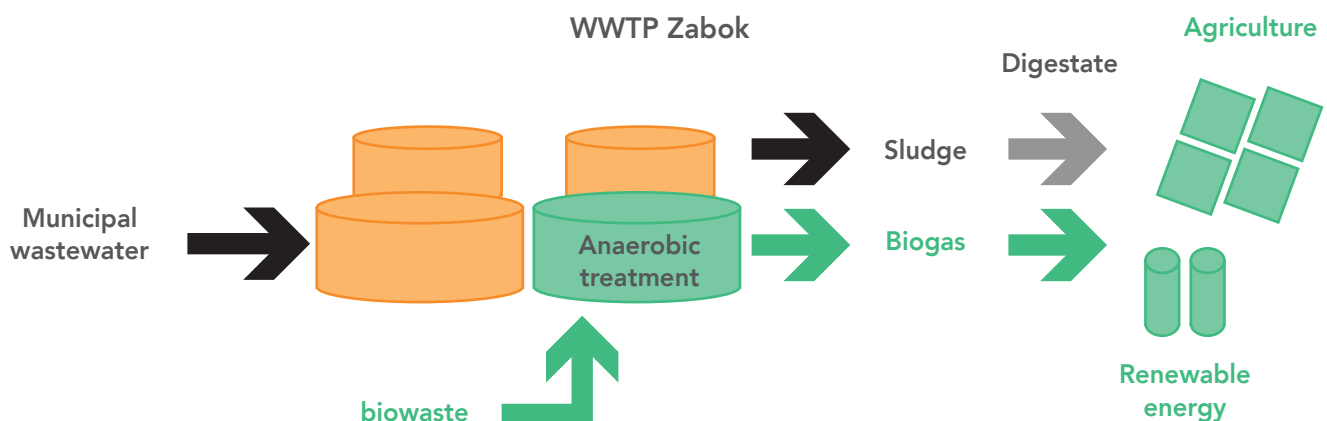 WWTP Zabok
Agriculture
Digestate
Sludge
Municipal
wastewater
Anaerobic
treatment
Biogas
Renewable
energy
biowaste